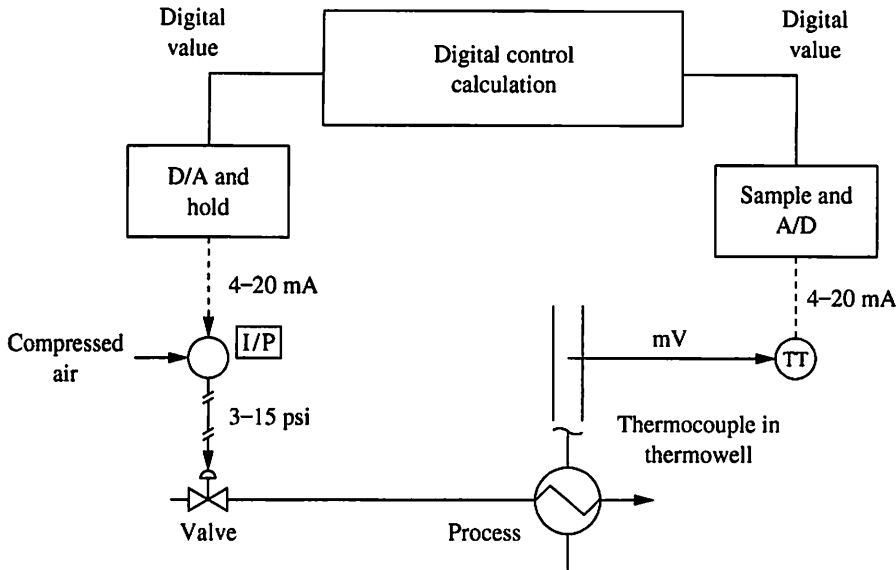 Digital
value
Digital control
calculation
Digital
value
D/A and
hold
Sample and
A/D
4–20 mA
4–20 mA
I/P
Compressed
air
mV
TT
3–15 psi
Thermocouple in
thermowell
Valve
Process